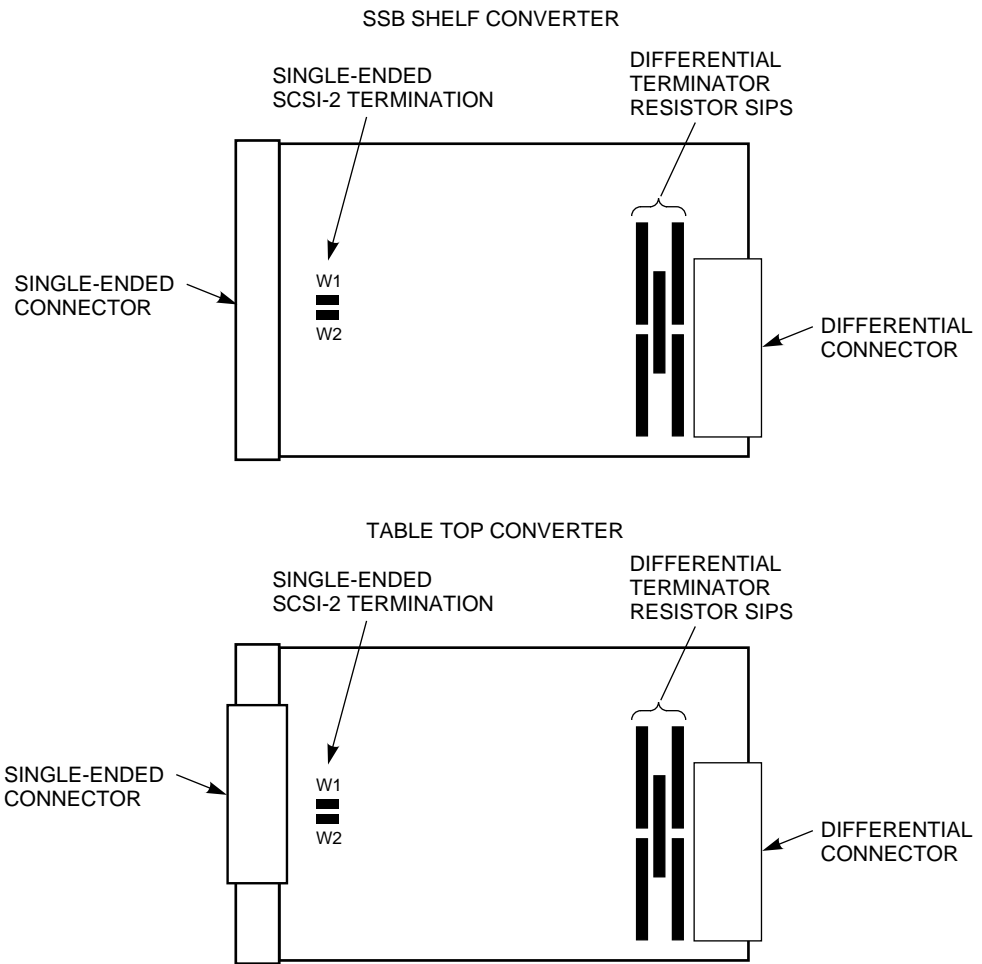 SSB SHELF CONVERTER
SINGLE-ENDED
SCSI-2 TERMINATION
DIFFERENTIAL
TERMINATOR
RESISTOR SIPS
SINGLE-ENDED
CONNECTOR
W1
W2
DIFFERENTIAL
CONNECTOR
TABLE TOP CONVERTER
SINGLE-ENDED
SCSI-2 TERMINATION
DIFFERENTIAL
TERMINATOR
RESISTOR SIPS
SINGLE-ENDED
CONNECTOR
W1
W2
DIFFERENTIAL
CONNECTOR